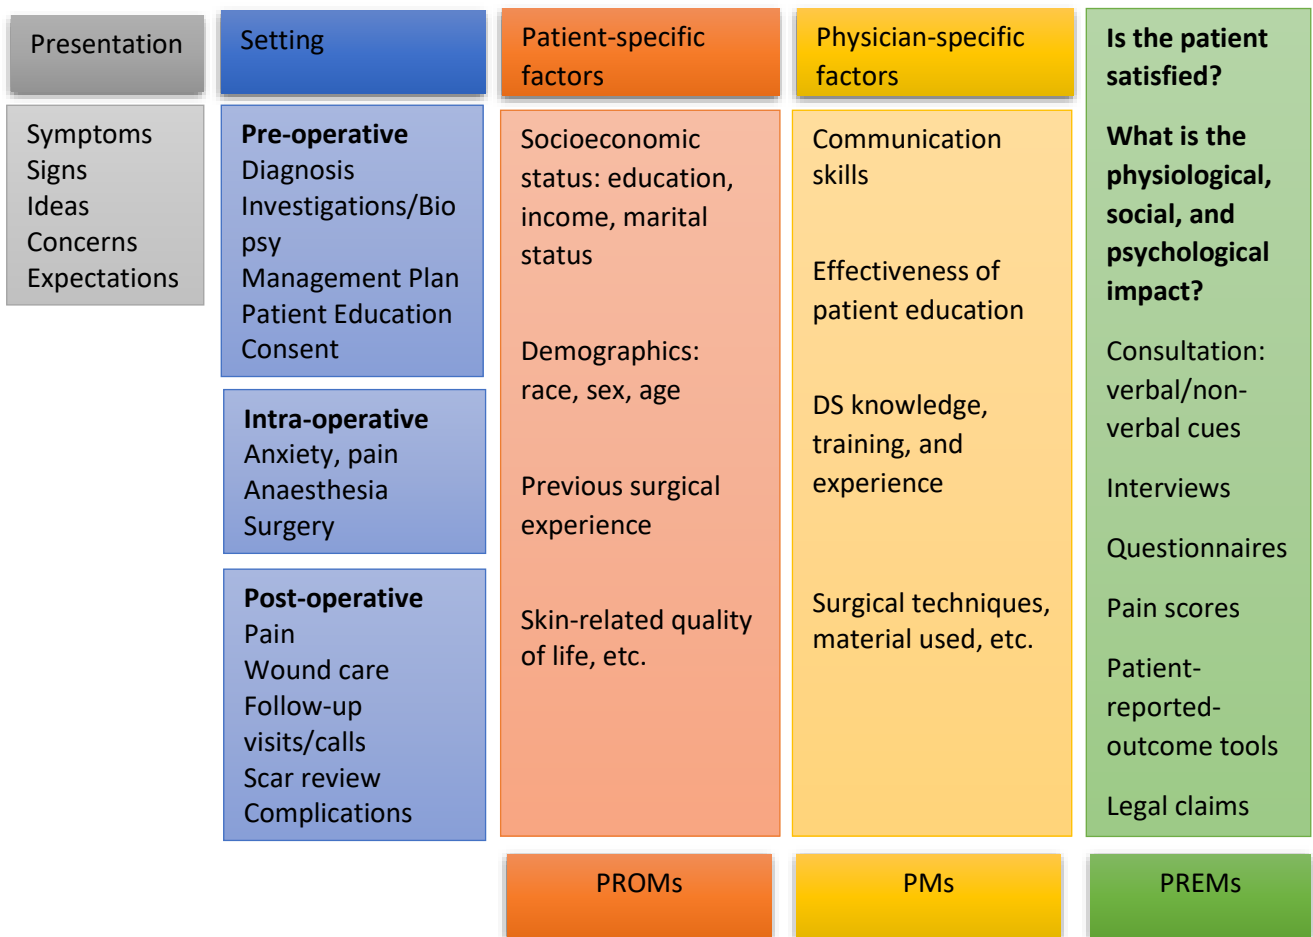 Presentation
Symptoms
Signs
Ideas
Concerns
Expectations
Setting
Pre-operative
Diagnosis
Investigations/Bio
psy
Management Plan
Patient Education
Consent
Intra-operative
Anxiety, pain
Anaesthesia
Surgery
Post-operative
Pain
Wound care
Follow-up
visits/calls
Scar review
Complications
Patient-specific
factors
Socioeconomic
status: education,
income, marital
status
Demographics:
race, sex, age
Previous surgical
experience
Skin-related quality
of life, etc.
PROMs
Physician-specific
factors
Communication
skills
Effectiveness of
patient education
DS knowledge,
training, and
experience
Surgical techniques,
material used, etc.
PMs
Is the patient
satisfied?
What is the
physiological,
social, and
psychological
impact?
Consultation:
verbal/non-
verbal cues
Interviews
Questionnaires
Pain scores
Patient-
reported-
outcome tools
Legal claims
PREMs